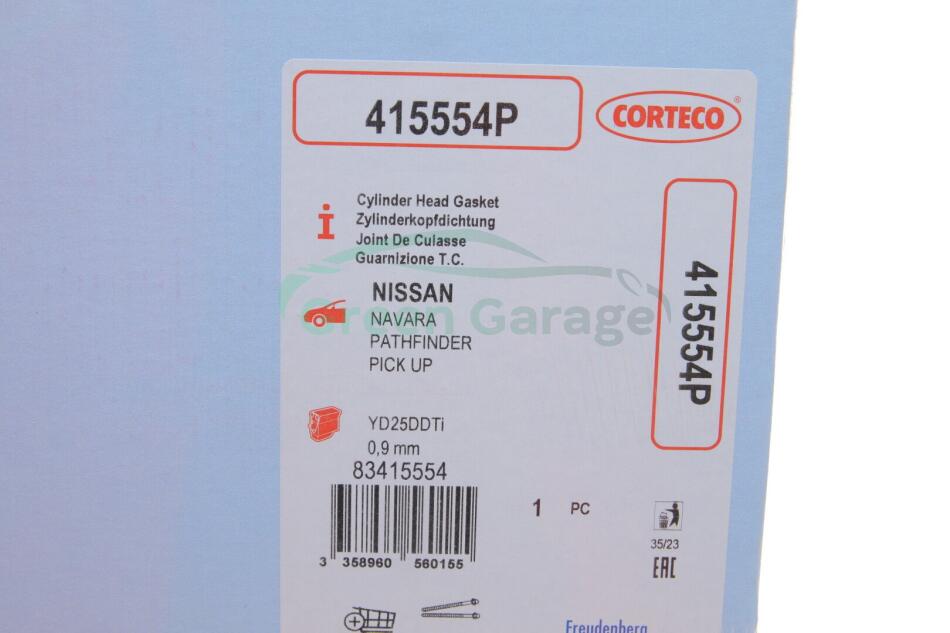 415554P
CORTECO®
Cylinder Head Gasket
Zylinderkopfdichtung
Joint De Culasse
Guarnizione T.C.
NISSAN
NAVARA
PATHFINDER
PICK UP
Green Garage
415554P
YD25DDTi
0,9 mm
83415554
1 PC
3 358960 560155
35/23
EAC
Freudenberg